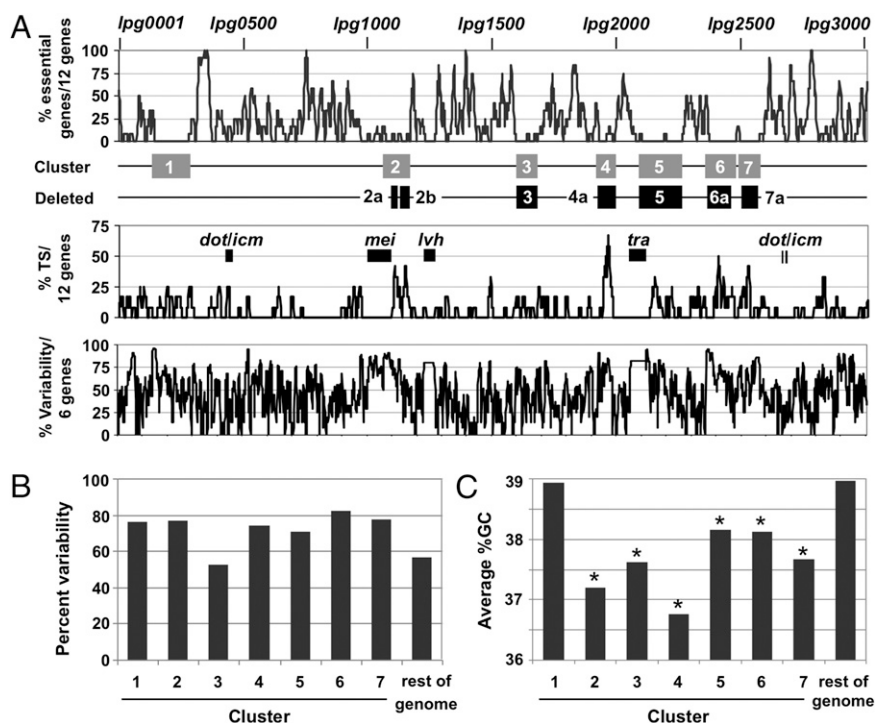 A
lpg0001 lpg0500 lpg1000 lpg1500 lpg2000 lpg2500 lpg3000
% essential
genes/12 genes
100
75
50
25
0
Cluster 1 2 3 4 5 6 7
Deleted 2a 2b 3 4a 5 6a 7a
% TS/
12 genes
75
50
25
0
dot/icm mei lvh tra dot/icm
% Variability/
6 genes
100
75
50
25
0
B
Percent variability
100
80
60
40
20
0
1 2 3 4 5 6 7 rest of
genome
Cluster
C
Average %GC
39
38
37
36
* * * * * *
1 2 3 4 5 6 7 rest of
genome
Cluster